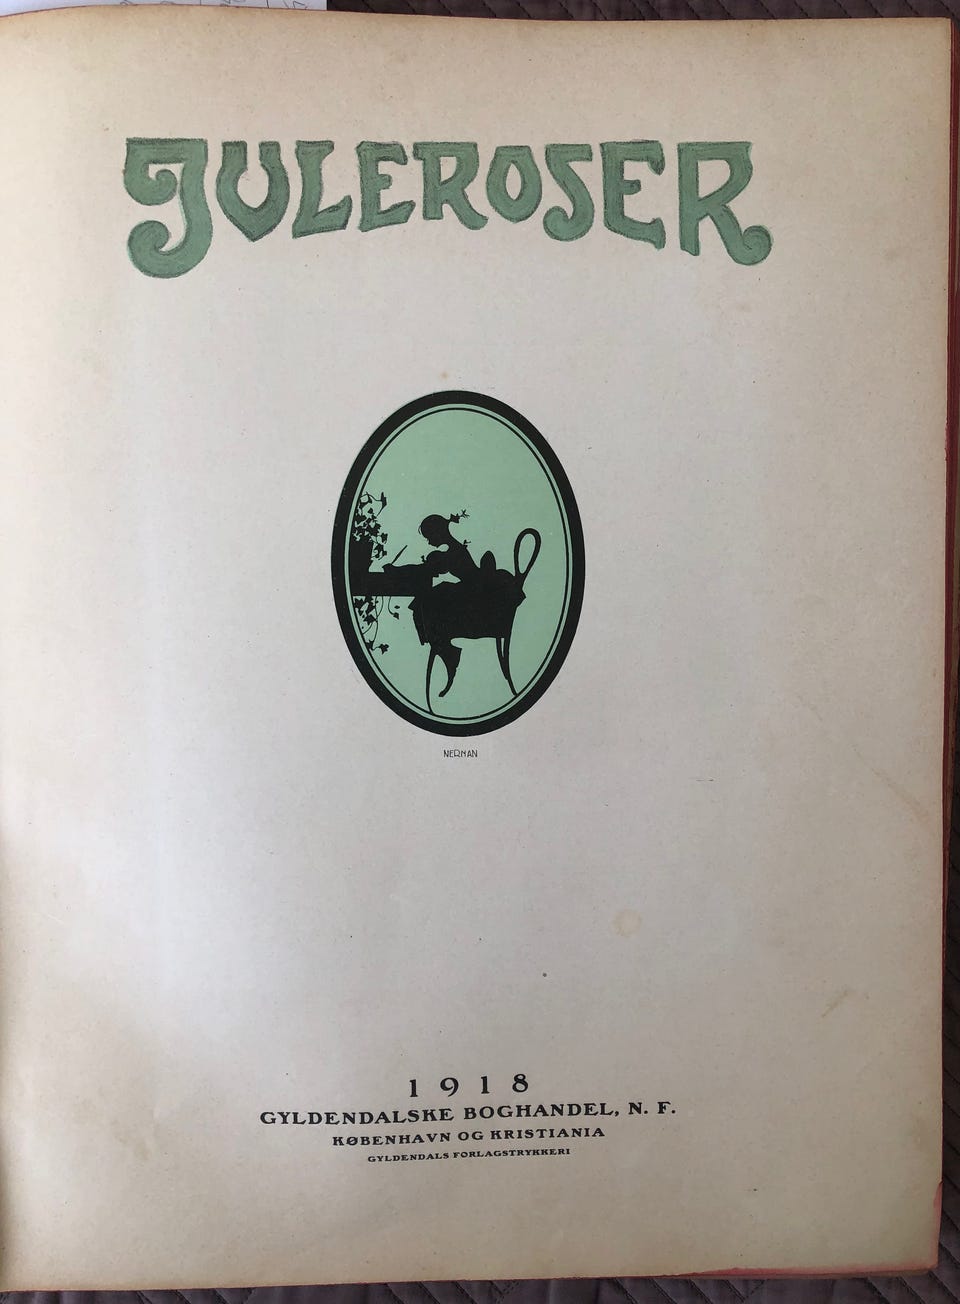 JULEROSER
NERMAN
1918
GYLDENDALSKE BOGHANDEL, N. F.
KØBENHAVN OG KRISTIANIA
GYLDENDALS FORLAGSTRYKKERI